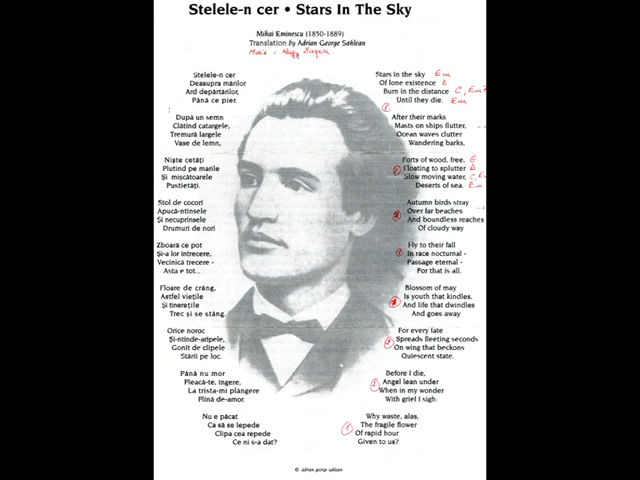 Stelele-n cer • Stars In The Sky
Mihai Eminescu (1850-1889)
Translation by Adrian George Sahlean
Stelele-n cer
Deasupra mărilor
Ard depărtărilor,
Până ce pier.
După un semn
Clătind catargele,
Tremură largele
Vase de lemn,
Niște cetăți
Plutind pe marile
Și mișcătoarele
Pustietăți.
Stol de cocori
Apucă-ntinsele
Și necuprinsele
Drumuri de nori
Zboară ce pot
Și-a lor întrecere,
Vecinică trecere -
Asta e tot...
Floare de crâng,
Astfel viețile
Și tinerețile
Trec și se stâng.
Orice noroc
Și-ntinde-aripele,
Gonit de clipele
Stării pe loc.
Până nu mor
Pleacă-te, îngere,
La trista-mi plângere
Plină de-amor.
Nu e păcat
Ca să se lepede
Clipa cea repede
Ce ni s-a dat?
Stars in the sky Em
Of lone existence
Burn in the distance C, Em
Until they die. Em
After their marks
Masts on ships flutter,
Ocean waves clutter
Wandering barks,
Forts of wood, free,
Floating to splutter
Slow moving water,
Deserts of sea.
Autumn birds stray
Over far beaches
And boundless reaches
Of cloudy way
Fly to their fall
In race nocturnal -
Passage eternal -
For that is all.
Blossom of may
Is youth that kindles,
And life that dwindles
And goes away
For every fate
Spreads fleeting seconds
On wing that beckons
Quiescent state.
Before I die,
Angel lean under
When in my wonder
With grief I sigh:
Why waste, alas,
The fragile flower
Of rapid hour
Given to us?
© adrian george sahlean